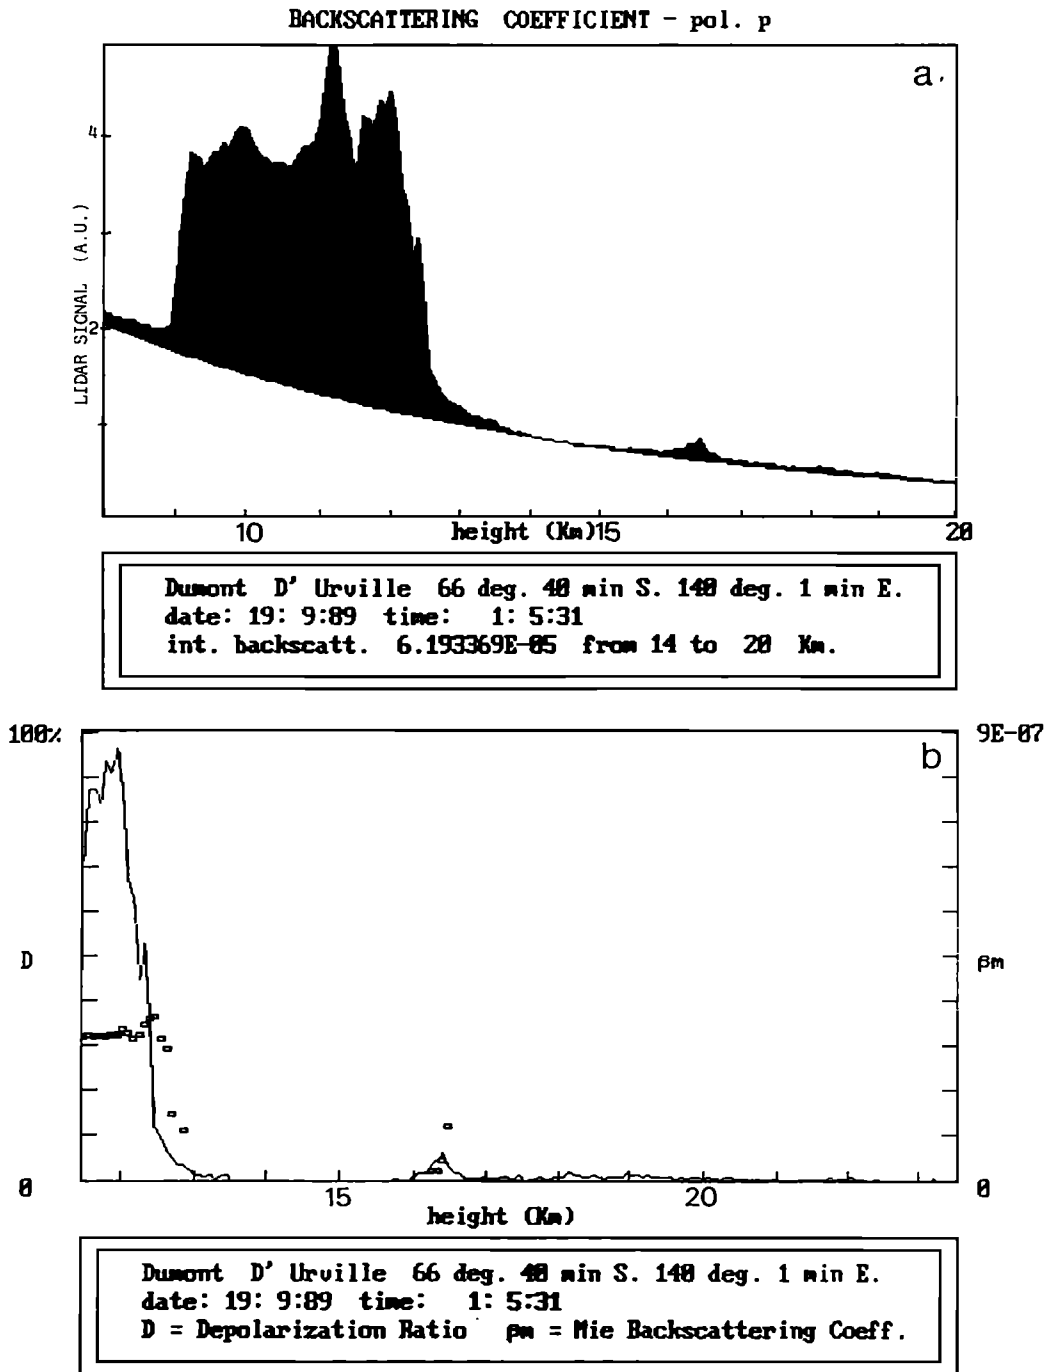 BACKSCATTERING COEFFICIENT - pol. p
a.
4
2
LIDAR SIGNAL (A.U.)
10 height (Km) 15 20
Dumont D' Urville 66 deg. 40 min S. 140 deg. 1 min E.
date: 19: 9:89 time: 1: 5:31
int. backscatt. 6.193369E-05 from 14 to 20 Km.
100% 9E-07
b
D βm
0 0
15 20
height (Km)
Dumont D' Urville 66 deg. 40 min S. 140 deg. 1 min E.
date: 19: 9:89 time: 1: 5:31
D = Depolarization Ratio βm = Mie Backscattering Coeff.